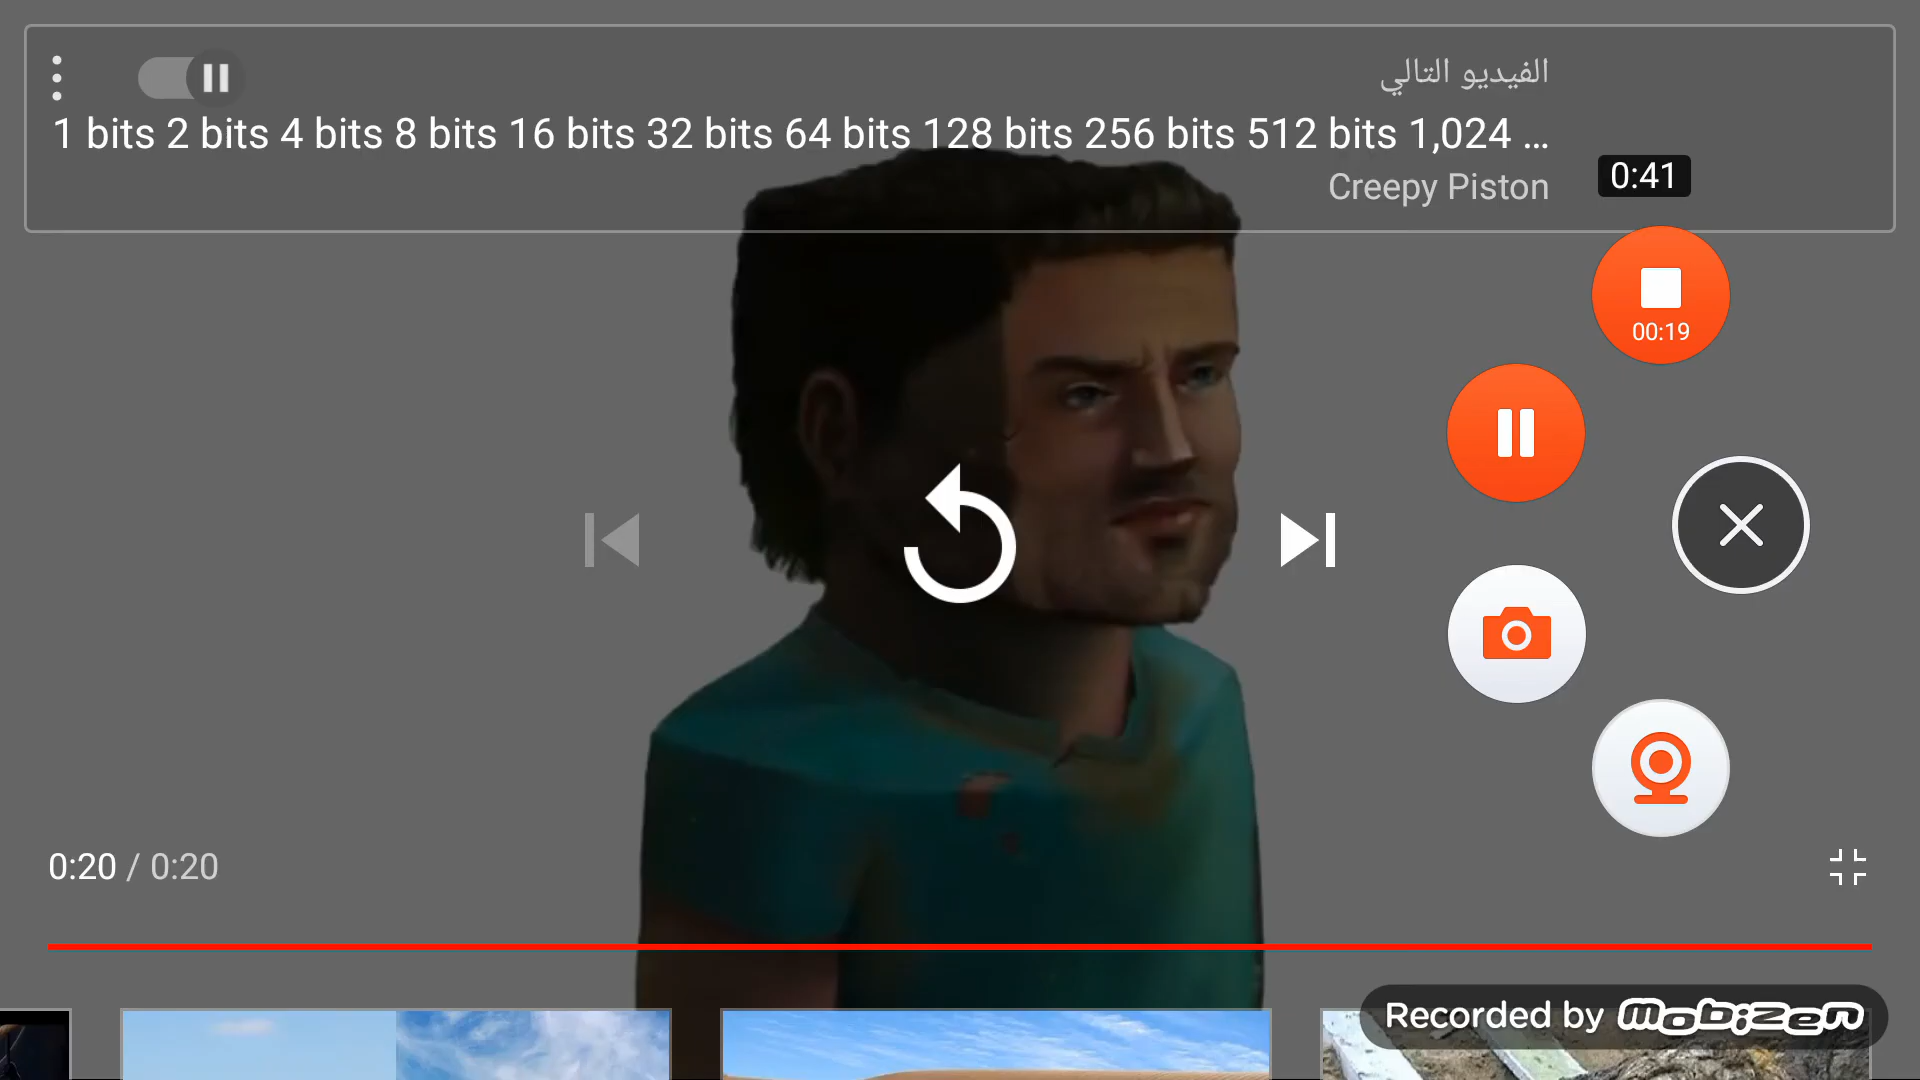 الفيديو التالي
1 bits 2 bits 4 bits 8 bits 16 bits 32 bits 64 bits 128 bits 256 bits 512 bits 1,024 ...
Creepy Piston
0:41
00:19
0:20 / 0:20
Recorded by mobizen